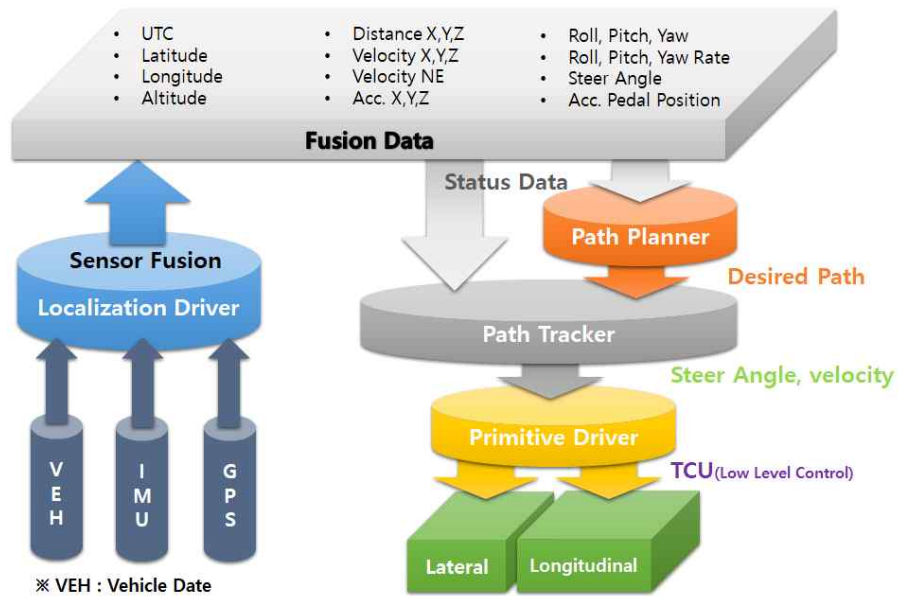 • UTC
• Latitude
• Longitude
• Altitude
• Distance X,Y,Z
• Velocity X,Y,Z
• Velocity NE
• Acc. X,Y,Z
• Roll, Pitch, Yaw
• Roll, Pitch, Yaw Rate
• Steer Angle
• Acc. Pedal Position
Fusion Data
Status Data
Path Planner
Sensor Fusion
Desired Path
Localization Driver
Path Tracker
Steer Angle, velocity
Primitive Driver
VEH
IMU
GPS
TCU(Low Level Control)
Lateral
Longitudinal
※ VEH : Vehicle Date